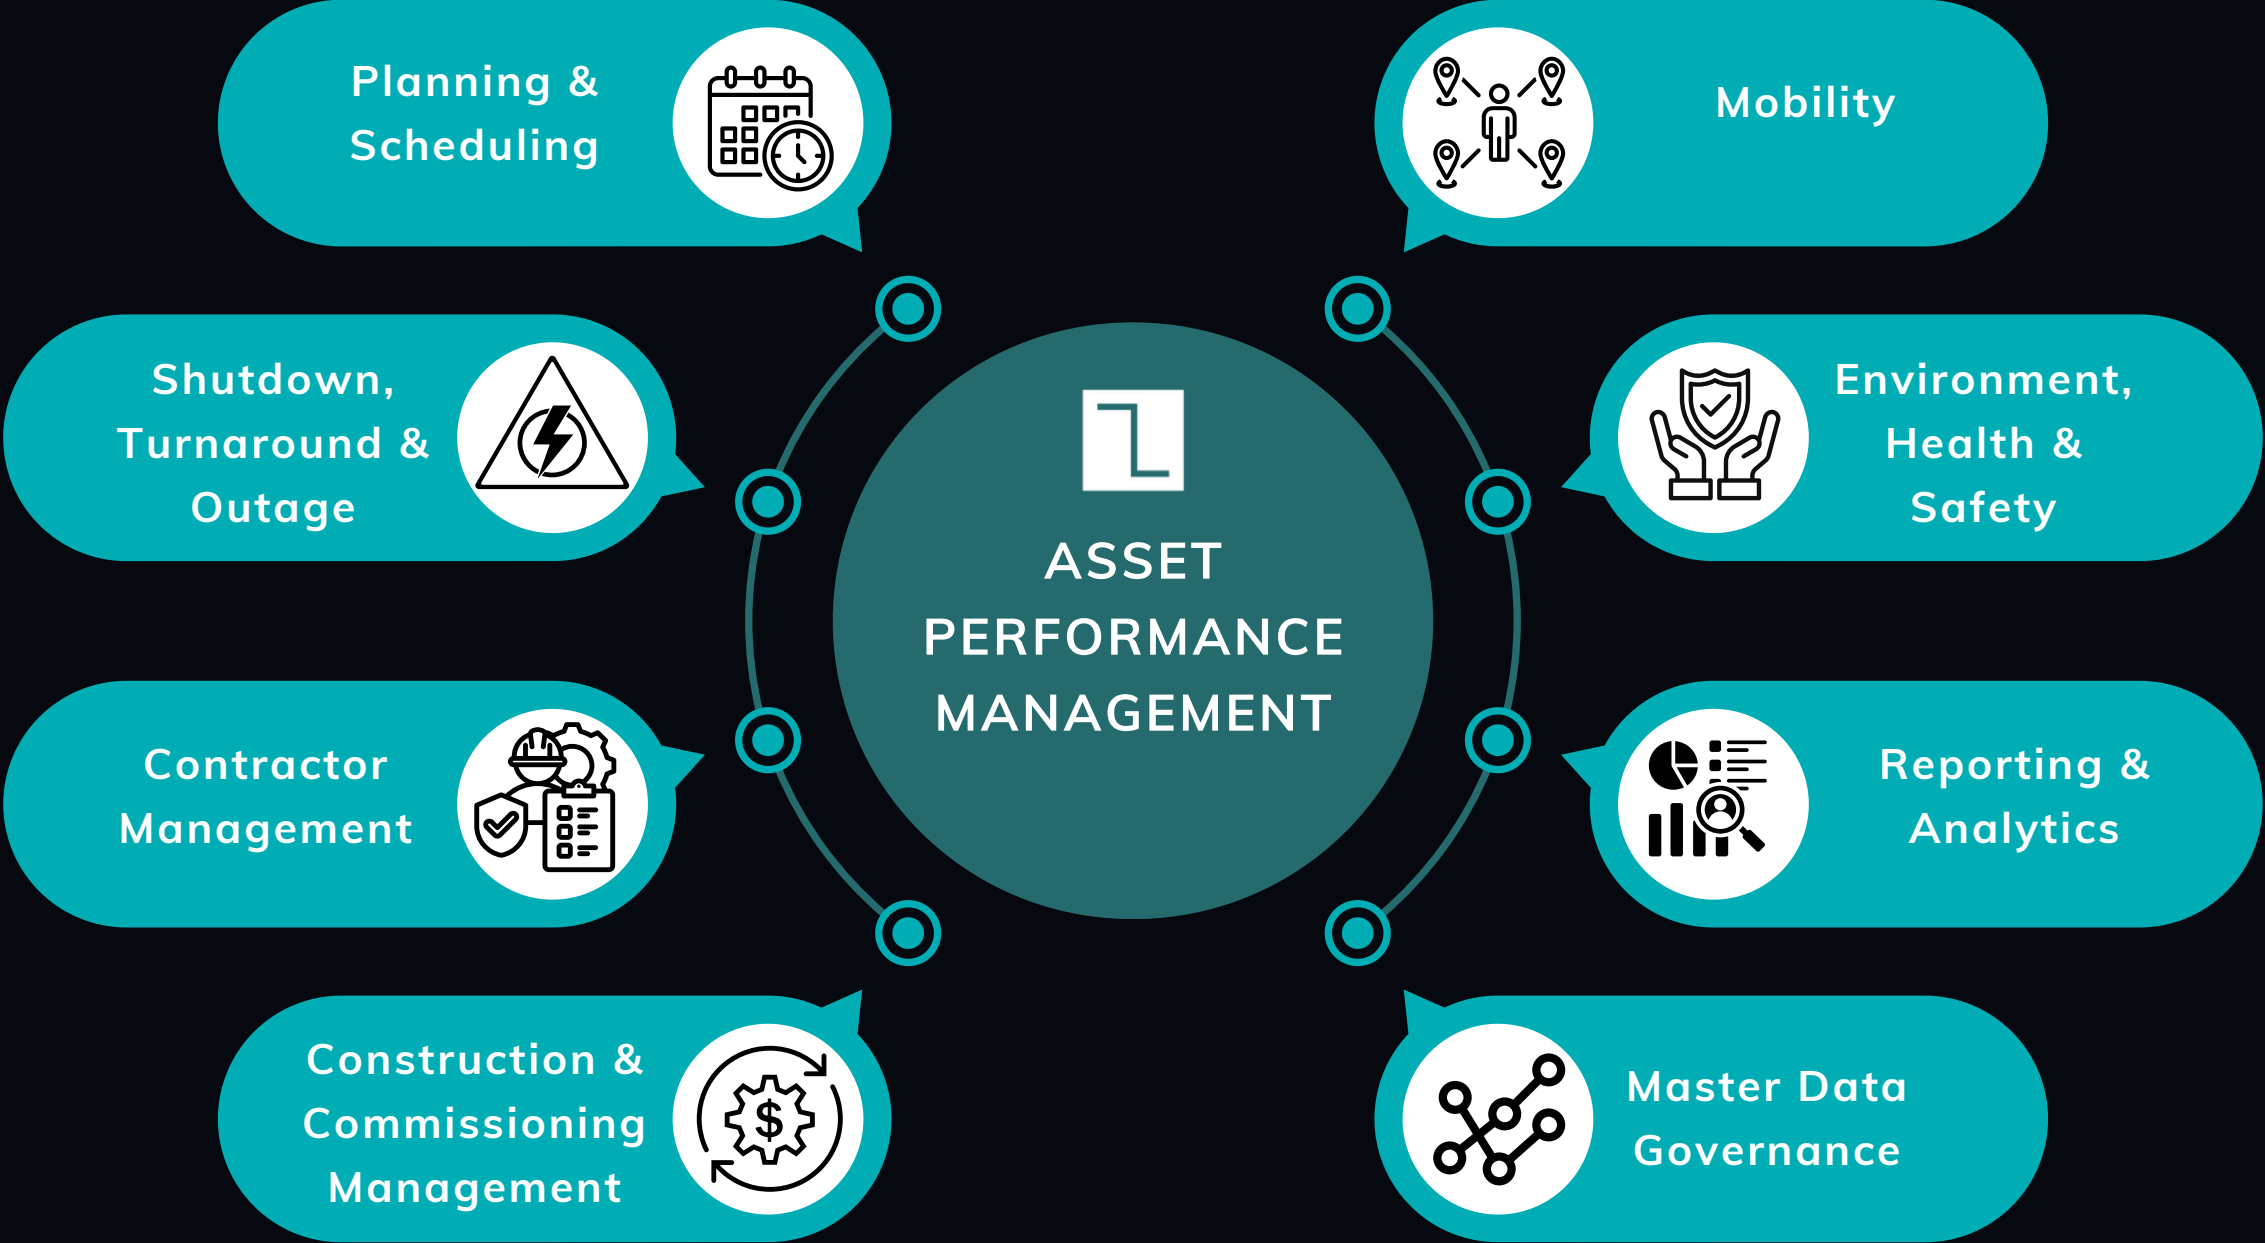 Planning &
Scheduling
Mobility
Shutdown,
Turnaround &
Outage
Environment,
Health &
Safety
ASSET
PERFORMANCE
MANAGEMENT
Contractor
Management
Reporting &
Analytics
Construction &
Commissioning
Management
$
Master Data
Governance